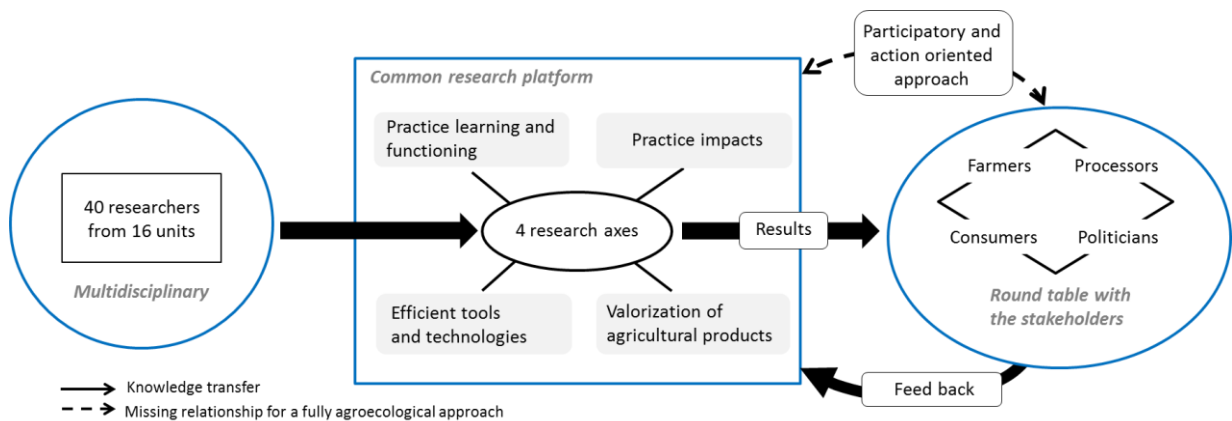 Participatory and
action oriented
approach
Common research platform
Practice learning and
functioning
Practice impacts
40 researchers
from 16 units
Multidisciplinary
4 research axes
Results
Farmers
Processors
Consumers
Politicians
Round table with
the stakeholders
Efficient tools
and technologies
Valorization of
agricultural products
Feed back
Knowledge transfer
Missing relationship for a fully agroecological approach